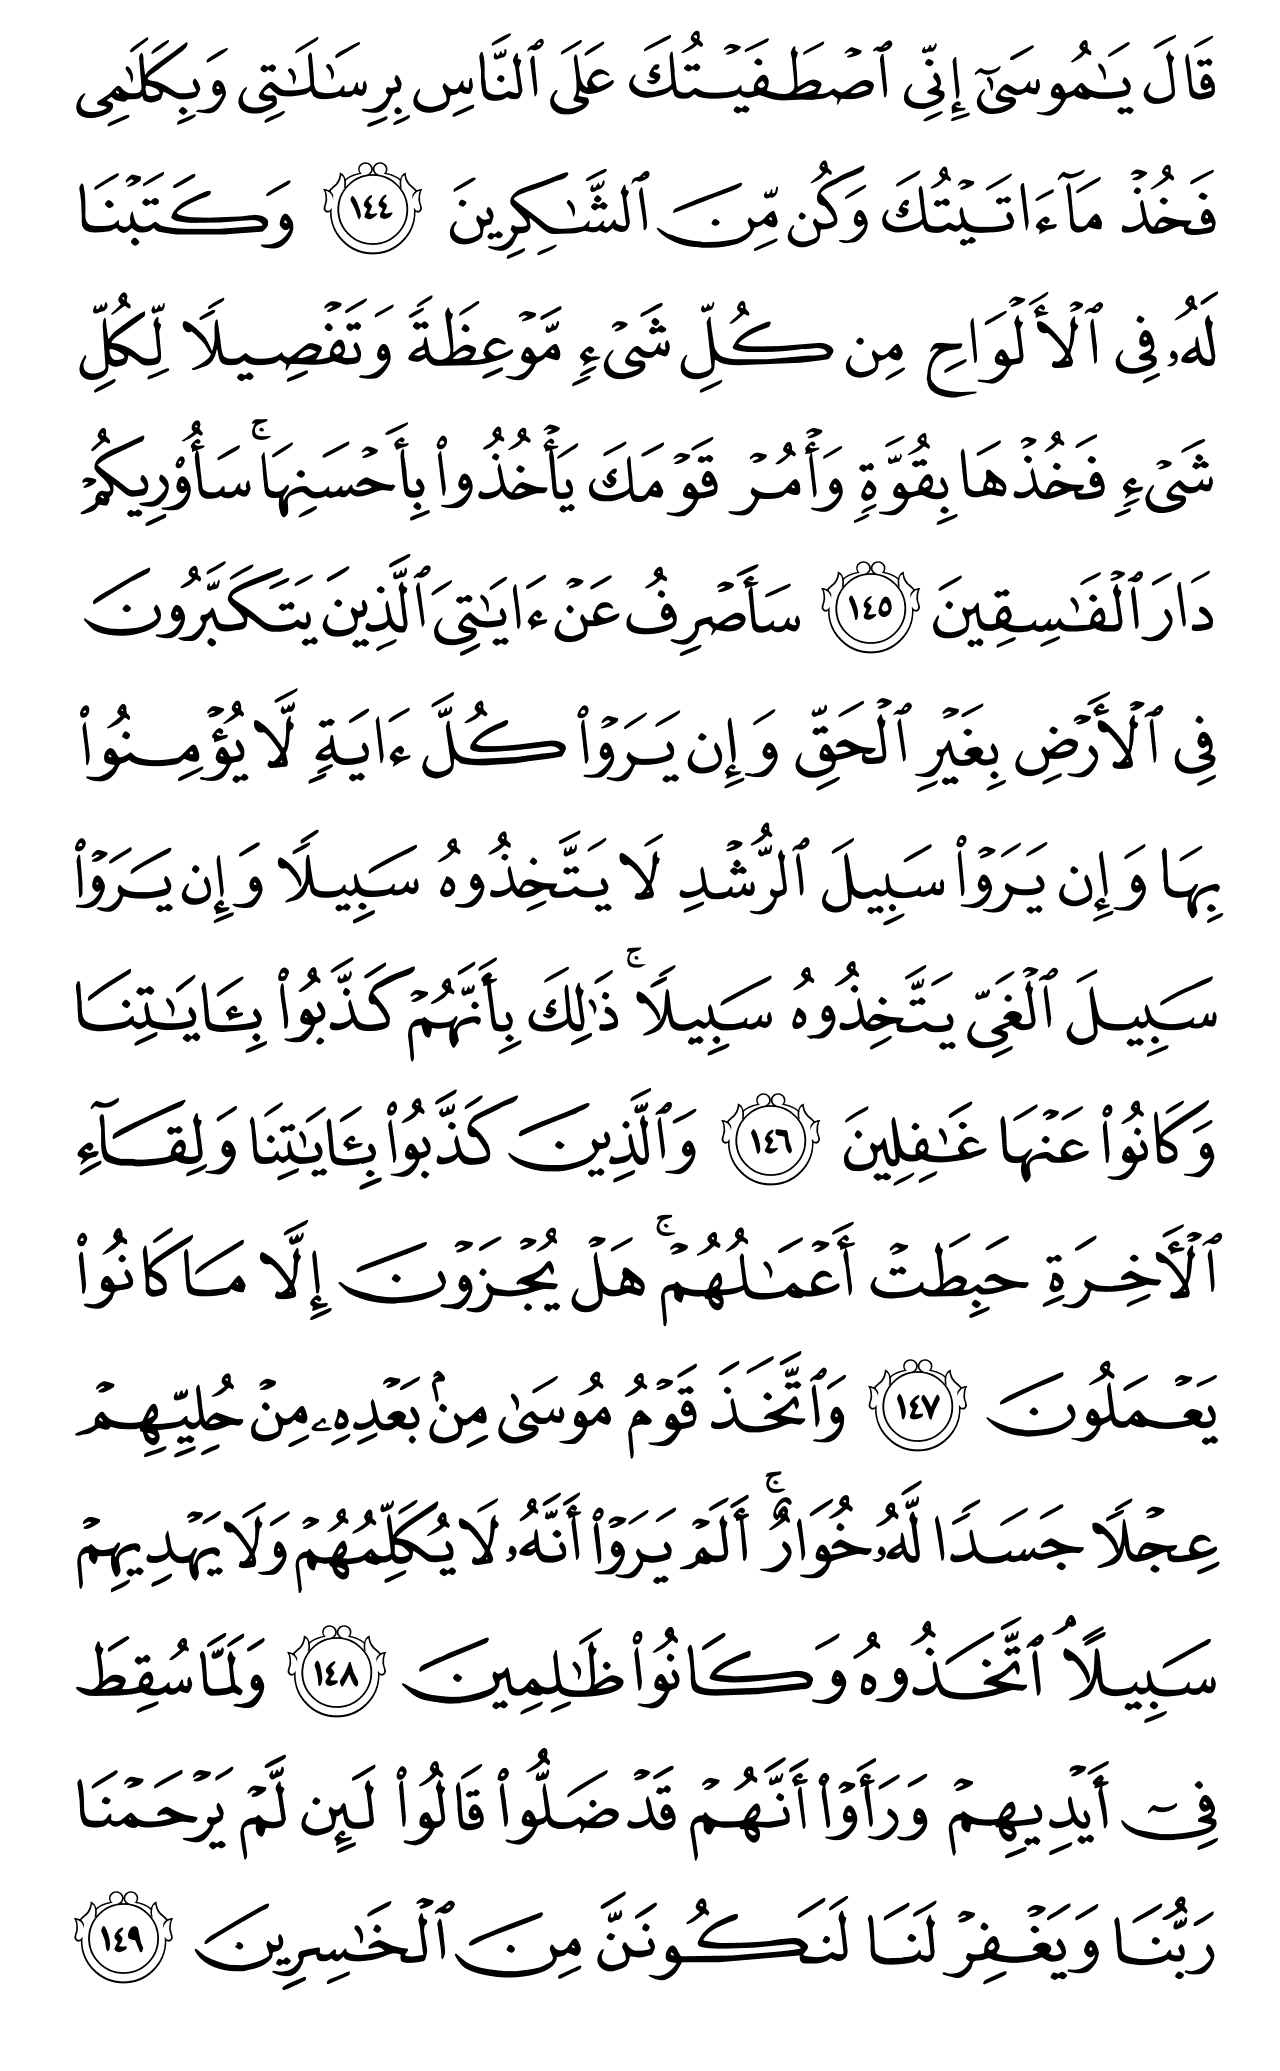 قَالَ يَـٰمُوسَىٰٓ إِنِّى ٱصۡطَفَيۡتُكَ عَلَى ٱلنَّاسِ بِرِسَـٰلَـٰتِى وَبِكَلَـٰمِى
فَخُذۡ مَآ ءَاتَيۡتُكَ وَكُن مِّنَ ٱلشَّـٰكِرِينَ ١٤٤ وَكَتَبۡنَا
لَهُۥ فِى ٱلۡأَلۡوَاحِ مِن كُلِّ شَىۡءٍ مَّوۡعِظَةً وَتَفۡصِيلًا لِّكُلِّ
شَىۡءٍ فَخُذۡهَا بِقُوَّةٍ وَأۡمُرۡ قَوۡمَكَ يَأۡخُذُواْ بِأَحۡسَنِهَاۚ سَأُوْرِيكُمۡ
دَارَ ٱلۡفَـٰسِقِينَ ١٤٥ سَأَصۡرِفُ عَنۡ ءَايَـٰتِىَ ٱلَّذِينَ يَتَكَبَّرُونَ
فِى ٱلۡأَرۡضِ بِغَيۡرِ ٱلۡحَقِّ وَإِن يَرَوۡاْ كُلَّ ءَايَةٍ لَّا يُؤۡمِنُواْ
بِهَا وَإِن يَرَوۡاْ سَبِيلَ ٱلرُّشۡدِ لَا يَتَّخِذُوهُ سَبِيلًا وَإِن يَرَوۡاْ
سَبِيلَ ٱلۡغَىِّ يَتَّخِذُوهُ سَبِيلًاۚ ذَٰلِكَ بِأَنَّهُمۡ كَذَّبُواْ بِـَٔايَـٰتِنَا
وَكَانُواْ عَنۡهَا غَـٰفِلِينَ ١٤٦ وَٱلَّذِينَ كَذَّبُواْ بِـَٔايَـٰتِنَا وَلِقَآءِ
ٱلۡأَخِرَةِ حَبِطَتۡ أَعۡمَـٰلُهُمۡۚ هَلۡ يُجۡزَوۡنَ إِلَّا مَا كَانُواْ
يَعۡمَلُونَ ١٤٧ وَٱتَّخَذَ قَوۡمُ مُوسَىٰ مِنۢ بَعۡدِهِۦ مِنۡ حُلِيِّهِمۡ
عِجۡلًا جَسَدًا لَّهُۥ خُوَارٌۚ أَلَمۡ يَرَوۡاْ أَنَّهُۥ لَا يُكَلِّمُهُمۡ وَلَا يَهۡدِيهِمۡ
سَبِيلًاۘ ٱتَّخَذُوهُ وَكَانُواْ ظَـٰلِمِينَ ١٤٨ وَلَمَّا سُقِطَ
فِىٓ أَيۡدِيهِمۡ وَرَأَوۡاْ أَنَّهُمۡ قَدۡ ضَلُّواْ قَالُواْ لَئِن لَّمۡ يَرۡحَمۡنَا
رَبُّنَا وَيَغۡفِرۡ لَنَا لَنَكُونَنَّ مِنَ ٱلۡخَـٰسِرِينَ ١٤٩